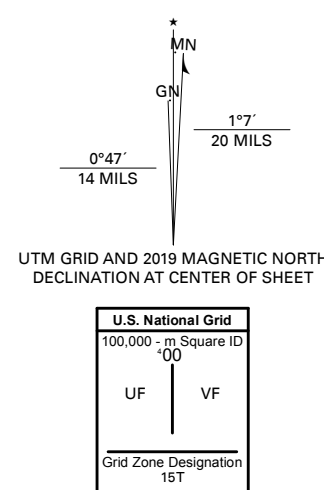 ★
MN
GN
1°7´
20 MILS
0°47´
14 MILS
UTM GRID AND 2019 MAGNETIC NORTH
DECLINATION AT CENTER OF SHEET
U.S. National Grid
100,000 - m Square ID
⁴00
UF VF
Grid Zone Designation
15T